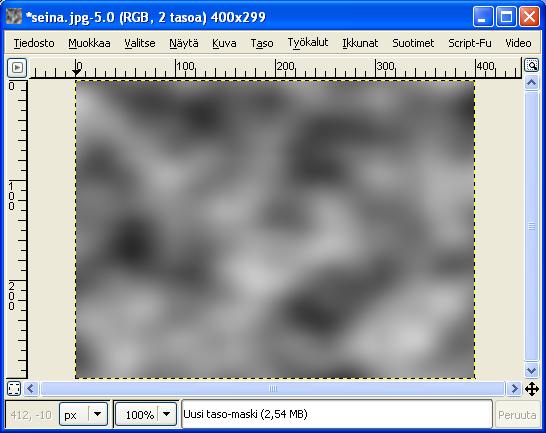 *seina.jpg-5.0 (RGB, 2 tasoa) 400x299
Tiedosto Muokkaa Valitse Näytä Kuva Taso Työkalut Ikkunat Suotimet Script-Fu Video
0 100 200 300 400
0
100
200
412, -10 px 100% Uusi taso-maski (2,54 MB) Peruuta